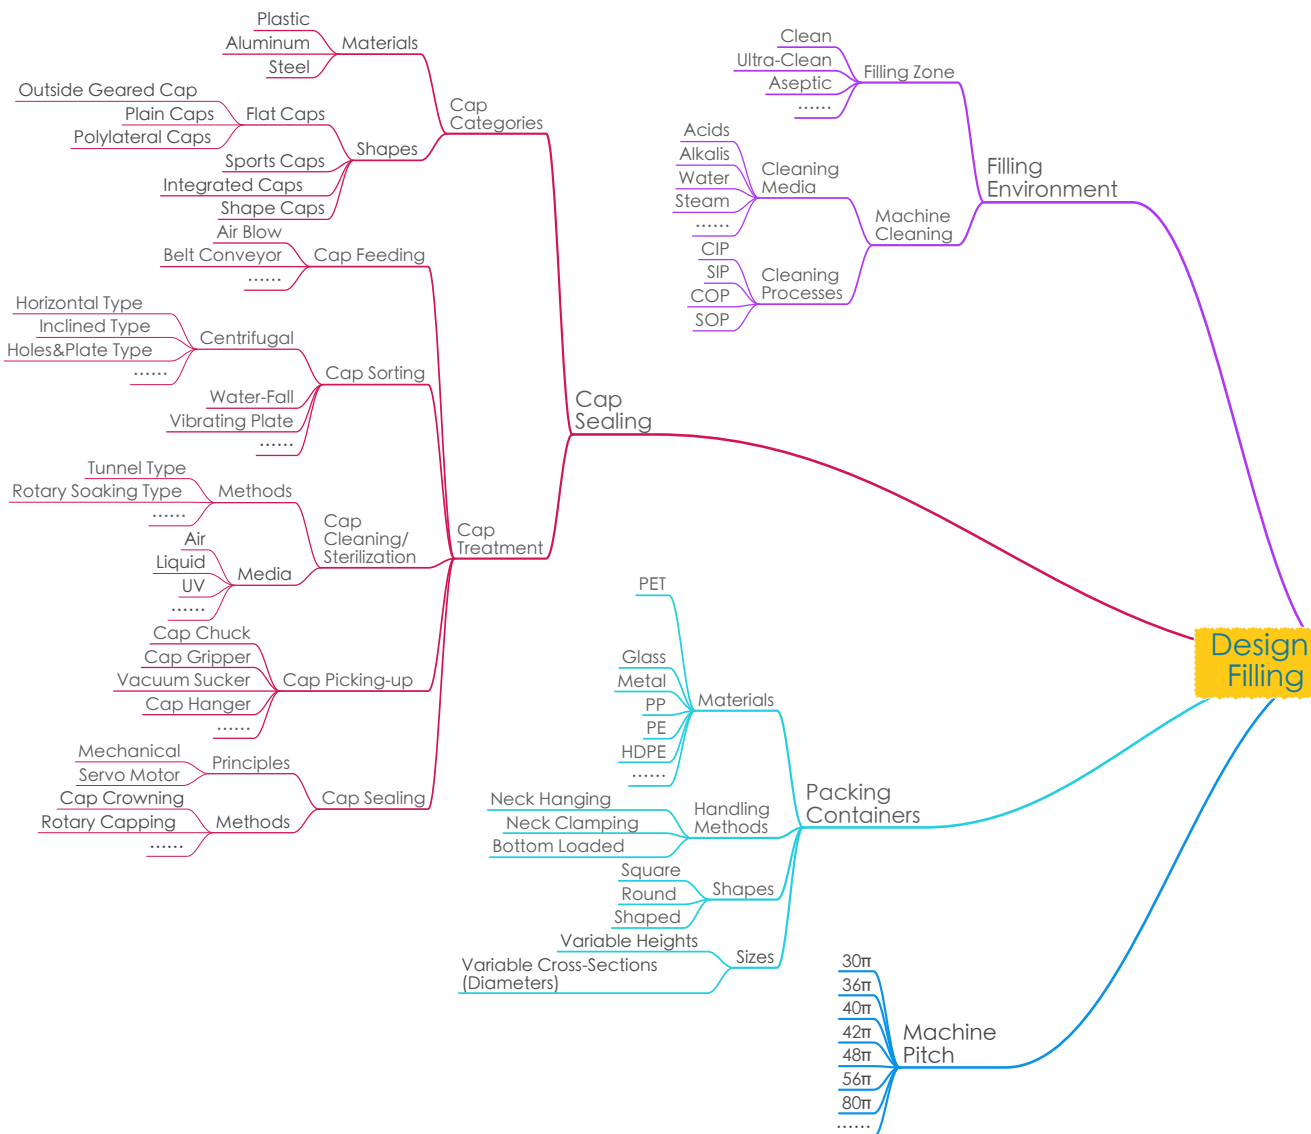 Plastic
Aluminum
Steel
Materials
Outside Geared Cap
Plain Caps
Polylateral Caps
Flat Caps
Sports Caps
Integrated Caps
Shape Caps
Shapes
Cap
Categories
Air Blow
Belt Conveyor
......
Cap Feeding
Horizontal Type
Inclined Type
Holes&Plate Type
......
Centrifugal
Water-Fall
Vibrating Plate
......
Cap Sorting
Tunnel Type
Rotary Soaking Type
......
Methods
Air
Liquid
UV
......
Media
Cap
Cleaning/
Sterilization
Cap Chuck
Cap Gripper
Vacuum Sucker
Cap Hanger
......
Cap Picking-up
Mechanical
Servo Motor
Principles
Cap Crowning
Rotary Capping
......
Methods
Cap Sealing
Cap
Treatment
Cap
Sealing
Clean
Ultra-Clean
Aseptic
......
Filling Zone
Acids
Alkalis
Water
Steam
......
Cleaning
Media
CIP
SIP
COP
SOP
Cleaning
Processes
Machine
Cleaning
Filling
Environment
PET
Glass
Metal
PP
PE
HDPE
......
Materials
Neck Hanging
Neck Clamping
Bottom Loaded
Handling
Methods
Square
Round
Shaped
Shapes
Variable Heights
Variable Cross-Sections
(Diameters)
Sizes
Packing
Containers
30π
36π
40π
42π
48π
56π
80π
......
Machine
Pitch
Design
Filling